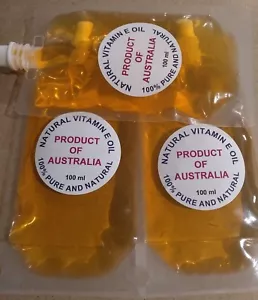 NATURAL VITAMIN E OIL
PRODUCT
OF
AUSTRALIA
100 ml
100% PURE AND NATURAL
NATURAL VITAMIN E OIL
PRODUCT
OF
AUSTRALIA
100 ml
100% PURE AND NATURAL
NATURAL VITAMIN E OIL
PRODUCT
OF
AUSTRALIA
100 ml
100% PURE AND NATURAL